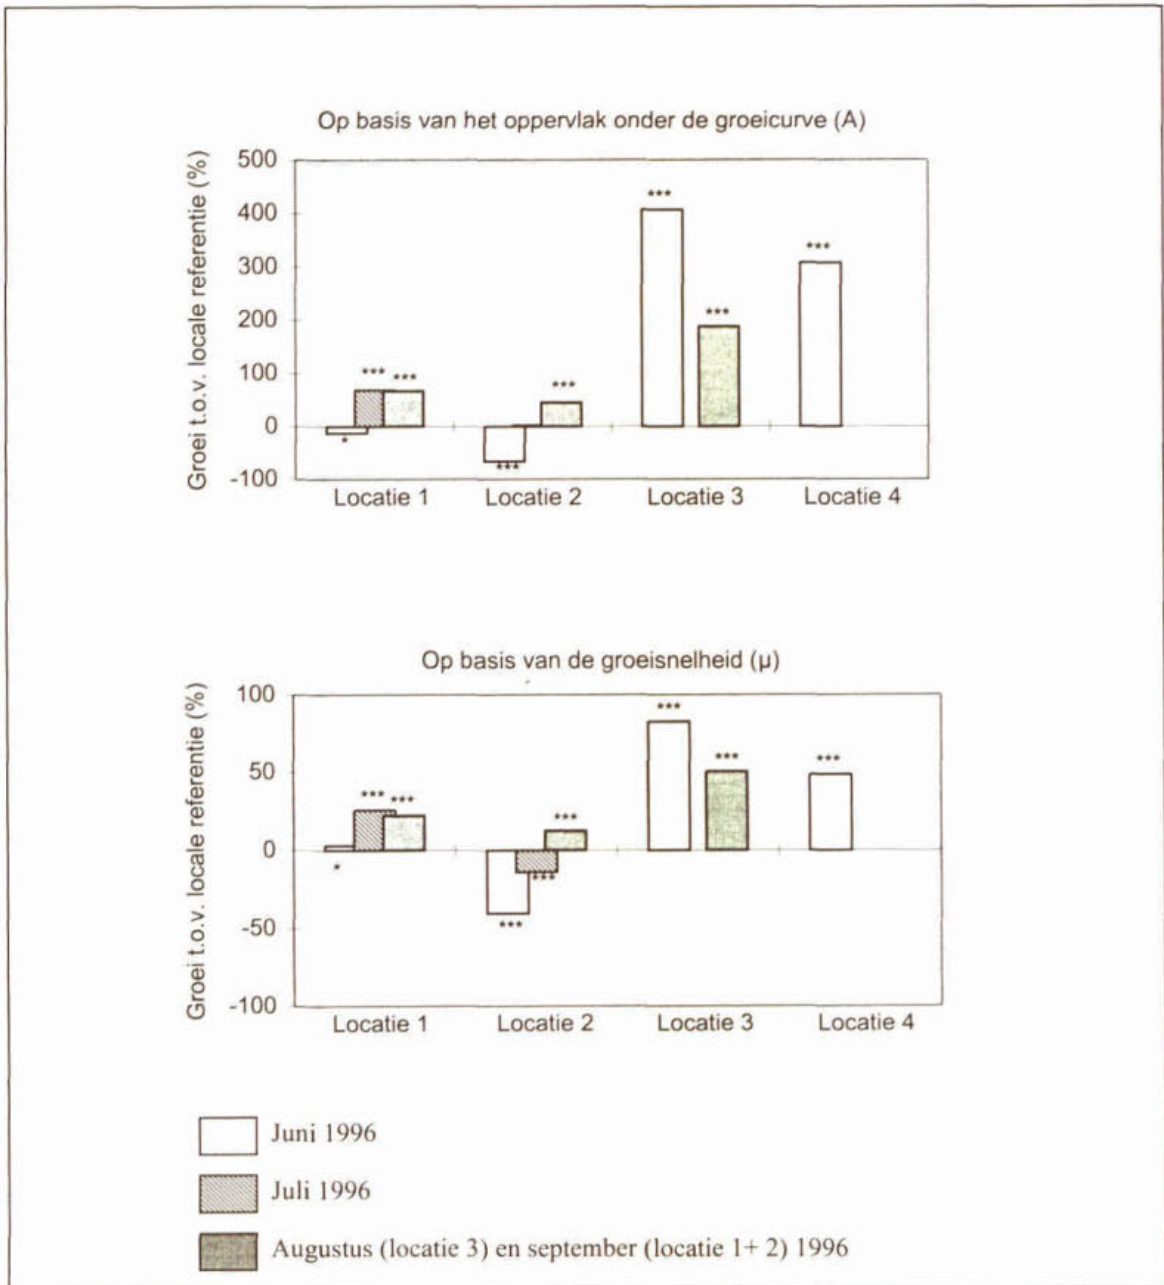 Op basis van het oppervlak onder de groeicurve (A)
Groei t.o.v. locale referentie (%)
500
400
300
200
100
0
-100
***
***
***
***
***
***
*
***
Locatie 1
Locatie 2
Locatie 3
Locatie 4
Op basis van de groeisnelheid (µ)
Groei t.o.v. locale referentie (%)
100
50
0
-50
-100
***
***
***
***
***
***
*
***
***
Locatie 1
Locatie 2
Locatie 3
Locatie 4
Juni 1996
Juli 1996
Augustus (locatie 3) en september (locatie 1+ 2) 1996